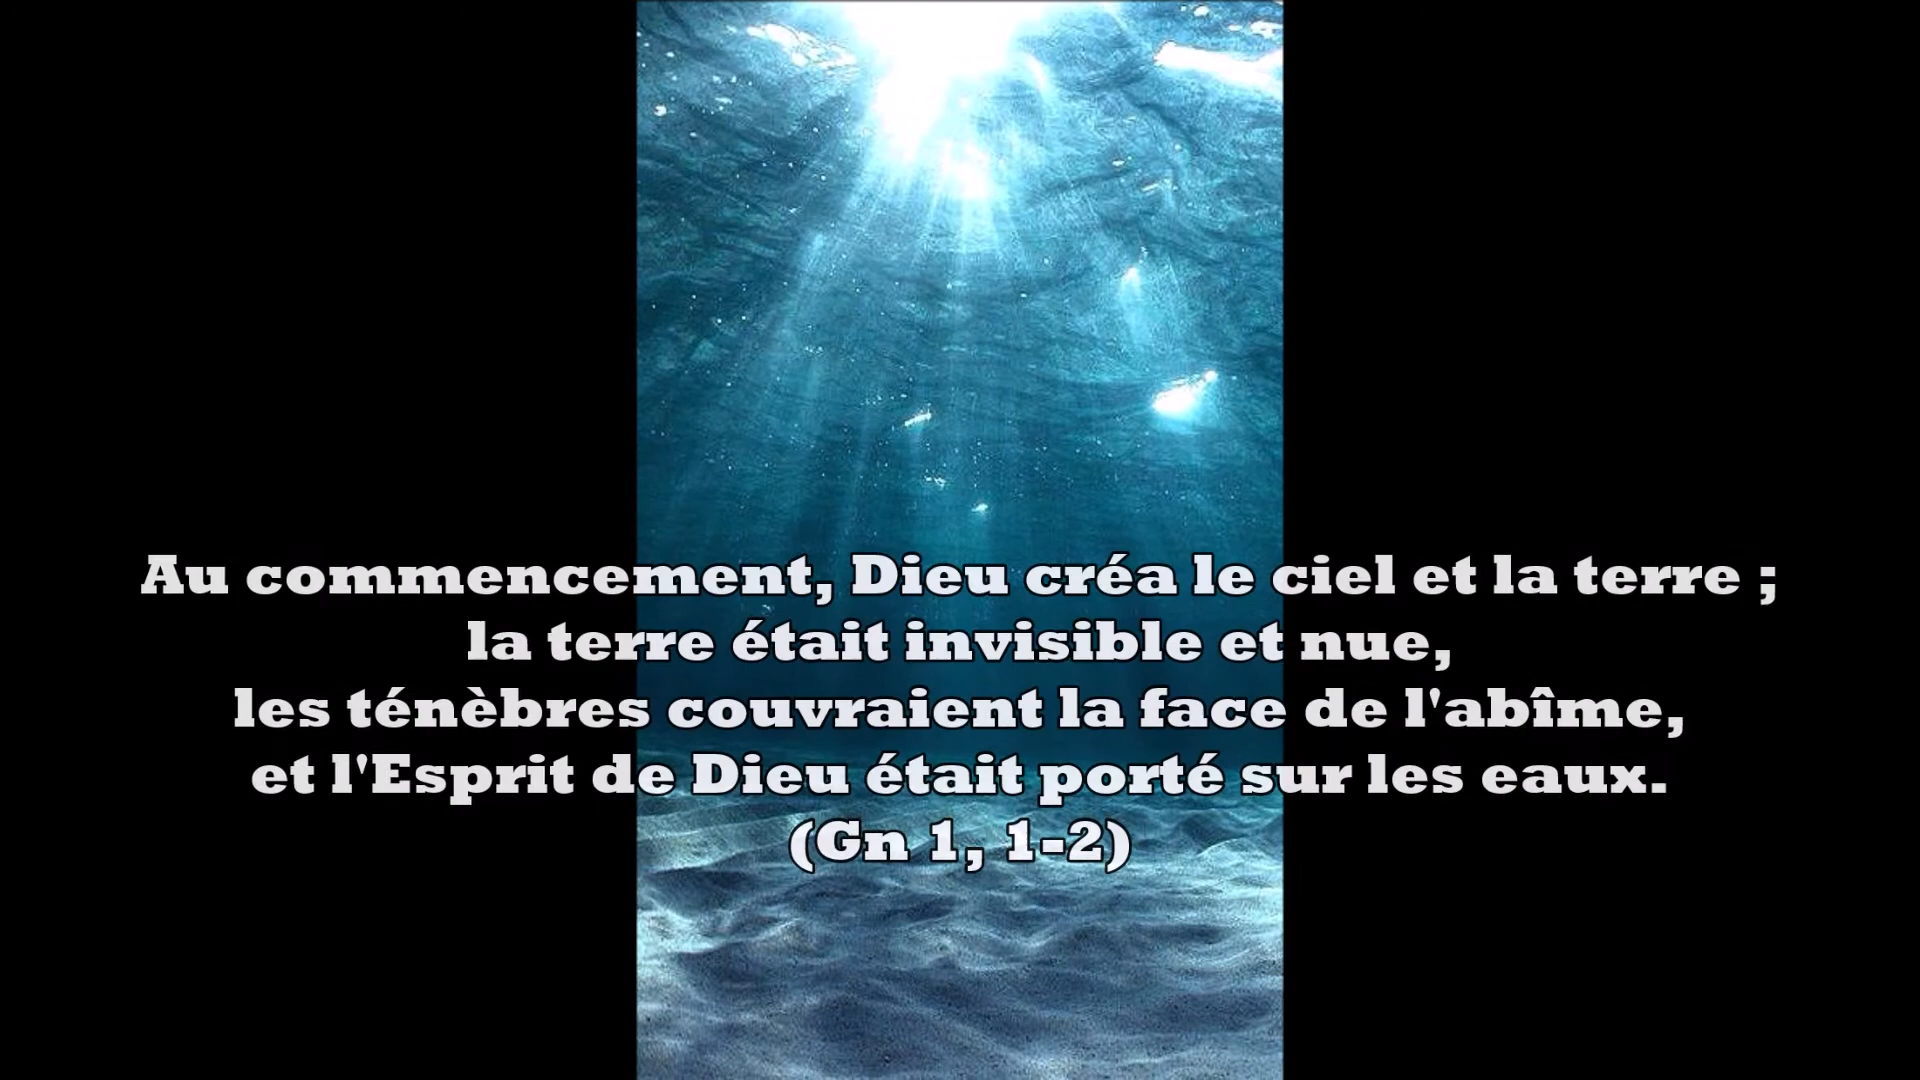 Au commencement, Dieu créa le ciel et la terre ;
la terre était invisible et nue,
les ténèbres couvraient la face de l'abîme,
et l'Esprit de Dieu était porté sur les eaux.
(Gn 1, 1-2)